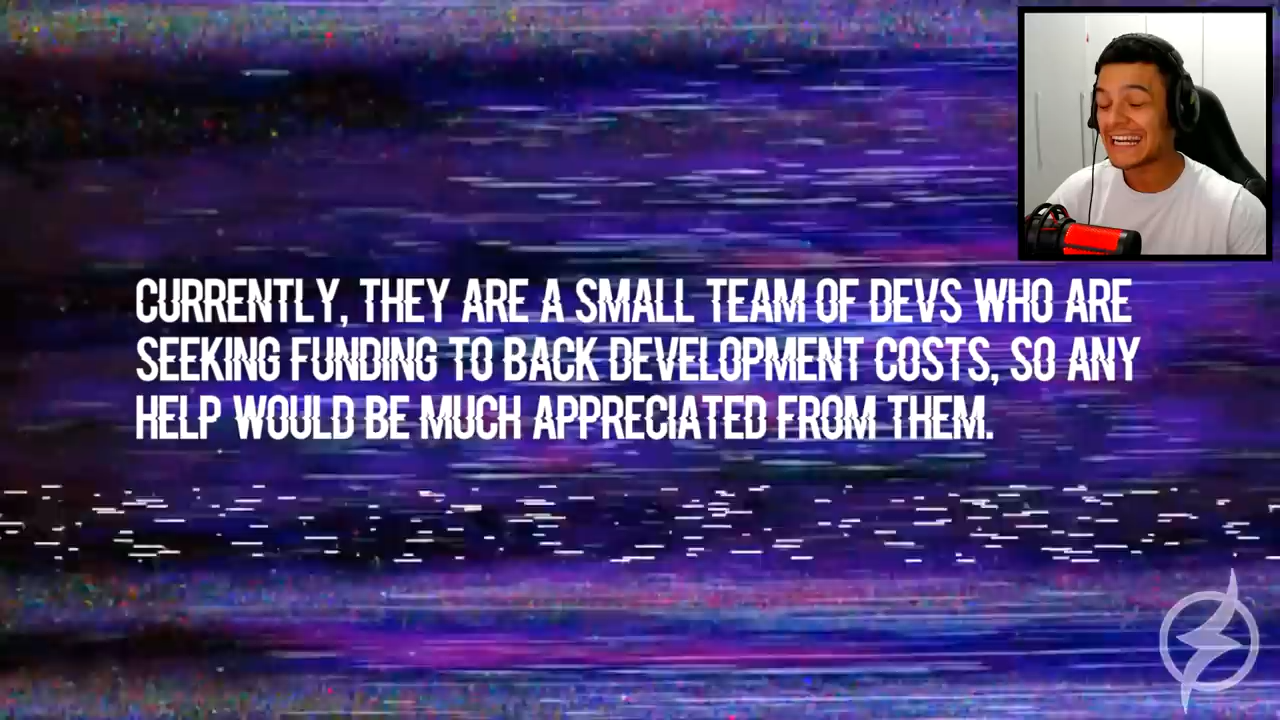 CURRENTLY, THEY ARE A SMALL TEAM OF DEVS WHO ARE
SEEKING FUNDING TO BACK DEVELOPMENT COSTS, SO ANY
HELP WOULD BE MUCH APPRECIATED FROM THEM.